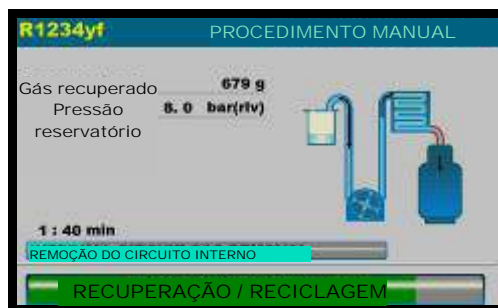 R1234yf PROCEDIMENTO MANUAL
Gás recuperado 679 g
Pressão 8.0 bar(rlv)
reservatório
1:40 min
REMOÇÃO DO CIRCUITO INTERNO
RECUPERAÇÃO / RECICLAGEM